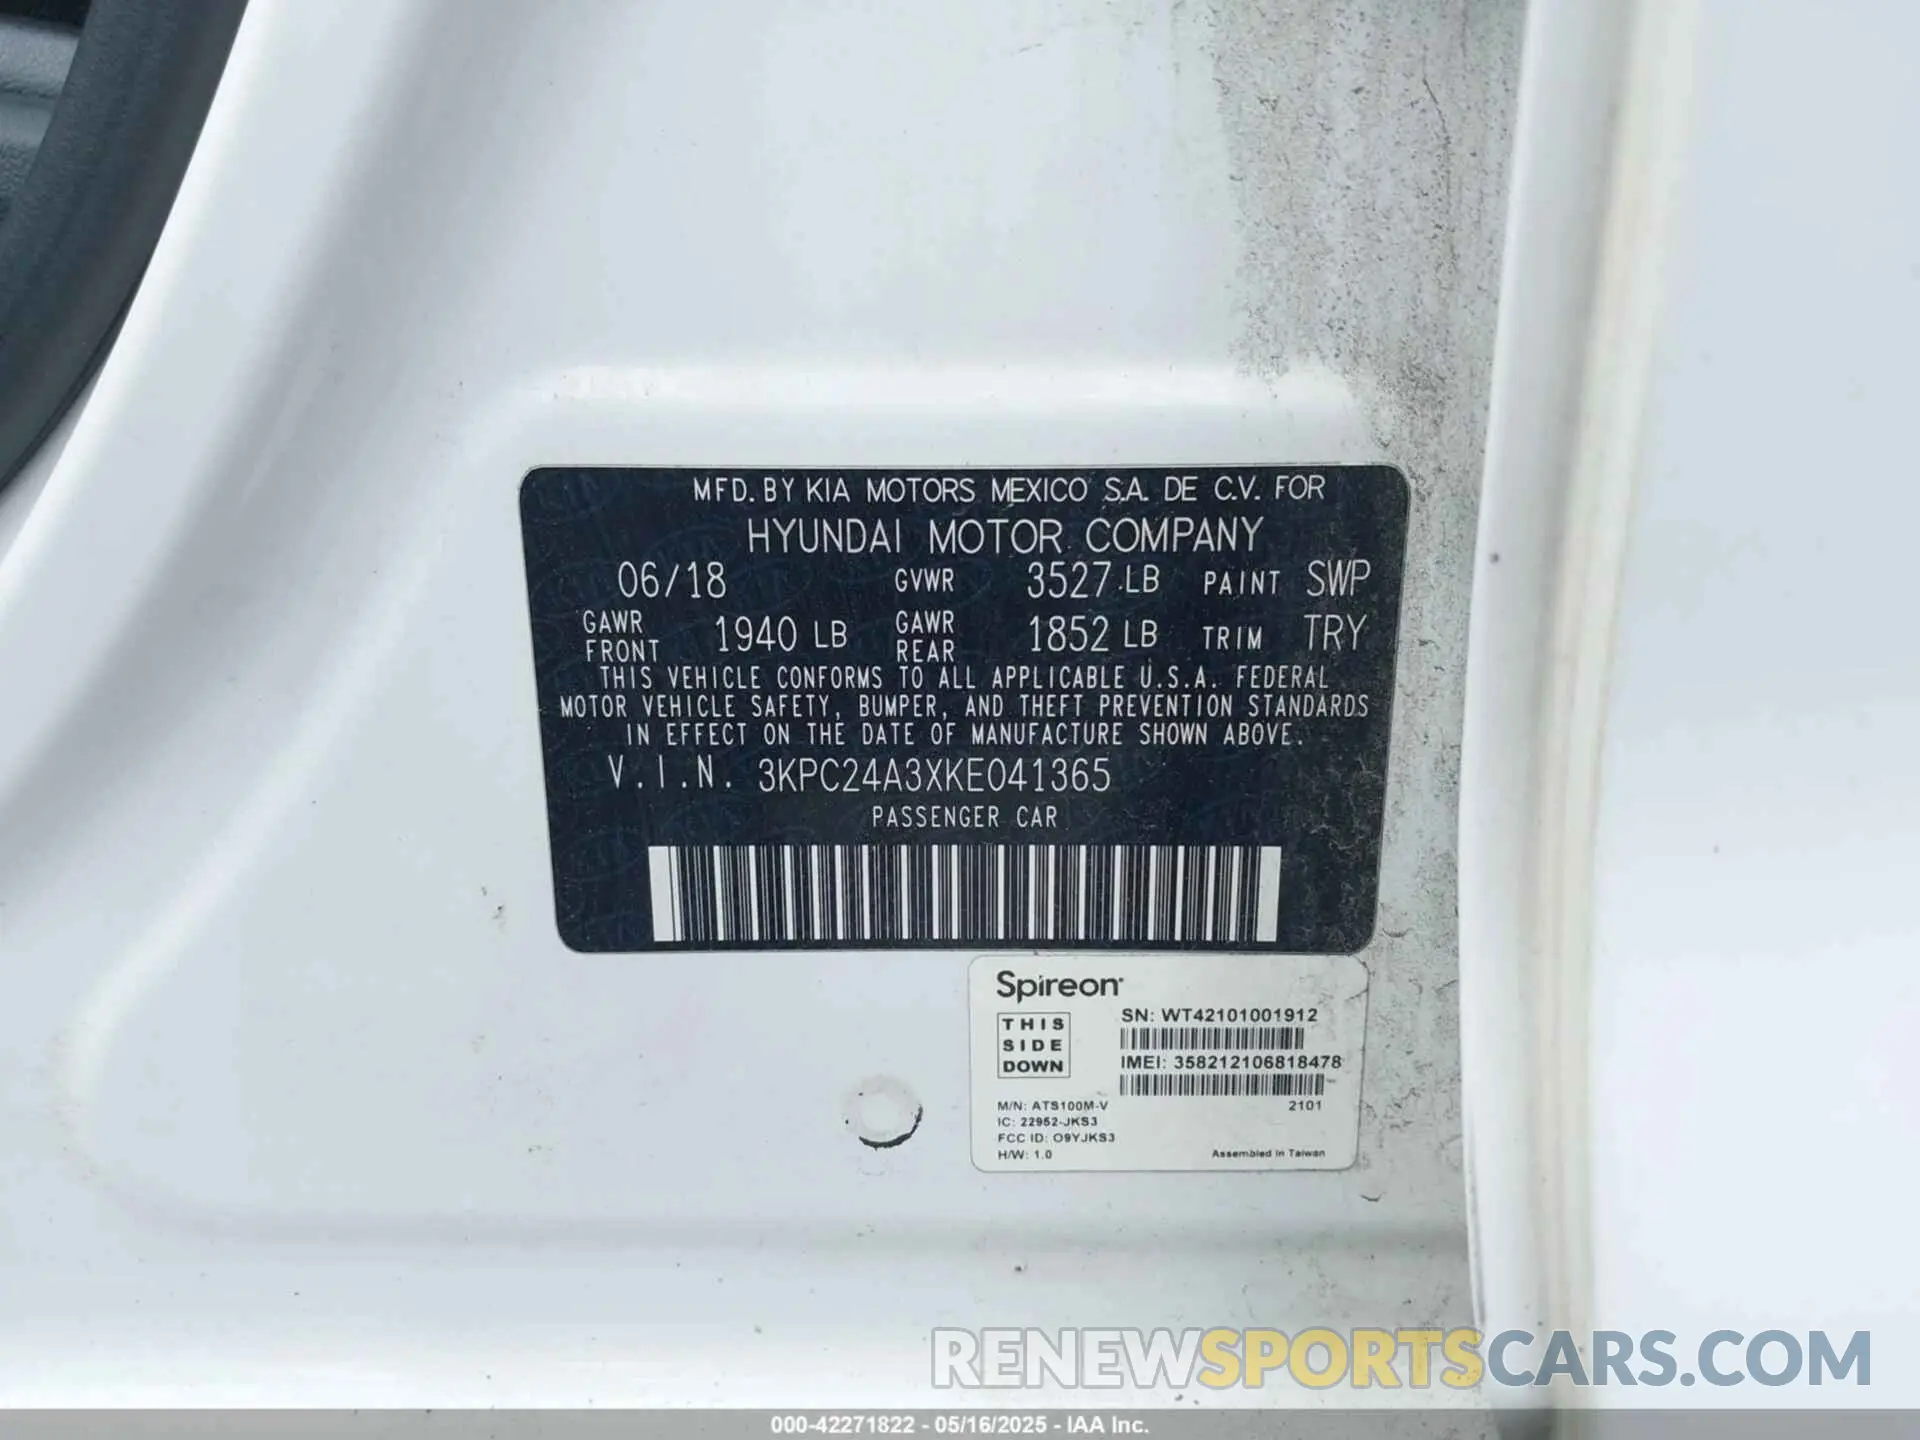 MFD. BY KIA MOTORS MEXICO S.A. DE C.V. FOR
HYUNDAI MOTOR COMPANY
06/18 GVWR 3527 LB PAINT SWP
GAWR FRONT 1940 LB GAWR REAR 1852 LB TRIM TRY
THIS VEHICLE CONFORMS TO ALL APPLICABLE U.S.A. FEDERAL
MOTOR VEHICLE SAFETY, BUMPER, AND THEFT PREVENTION STANDARDS
IN EFFECT ON THE DATE OF MANUFACTURE SHOWN ABOVE.
V.I.N. 3KPC24A3XKE041365
PASSENGER CAR
Spireon
THIS
SIDE
DOWN
SN: WT42101001912
IMEI: 358212106818478
M/N: ATS100M-V 2101
IC: 22952-JKS3
FCC ID: O9YJKS3
H/W: 1.0 Assembled in Taiwan
RENEWSPORTSCARS.COM
000-42271822 - 05/16/2025 - IAA Inc.